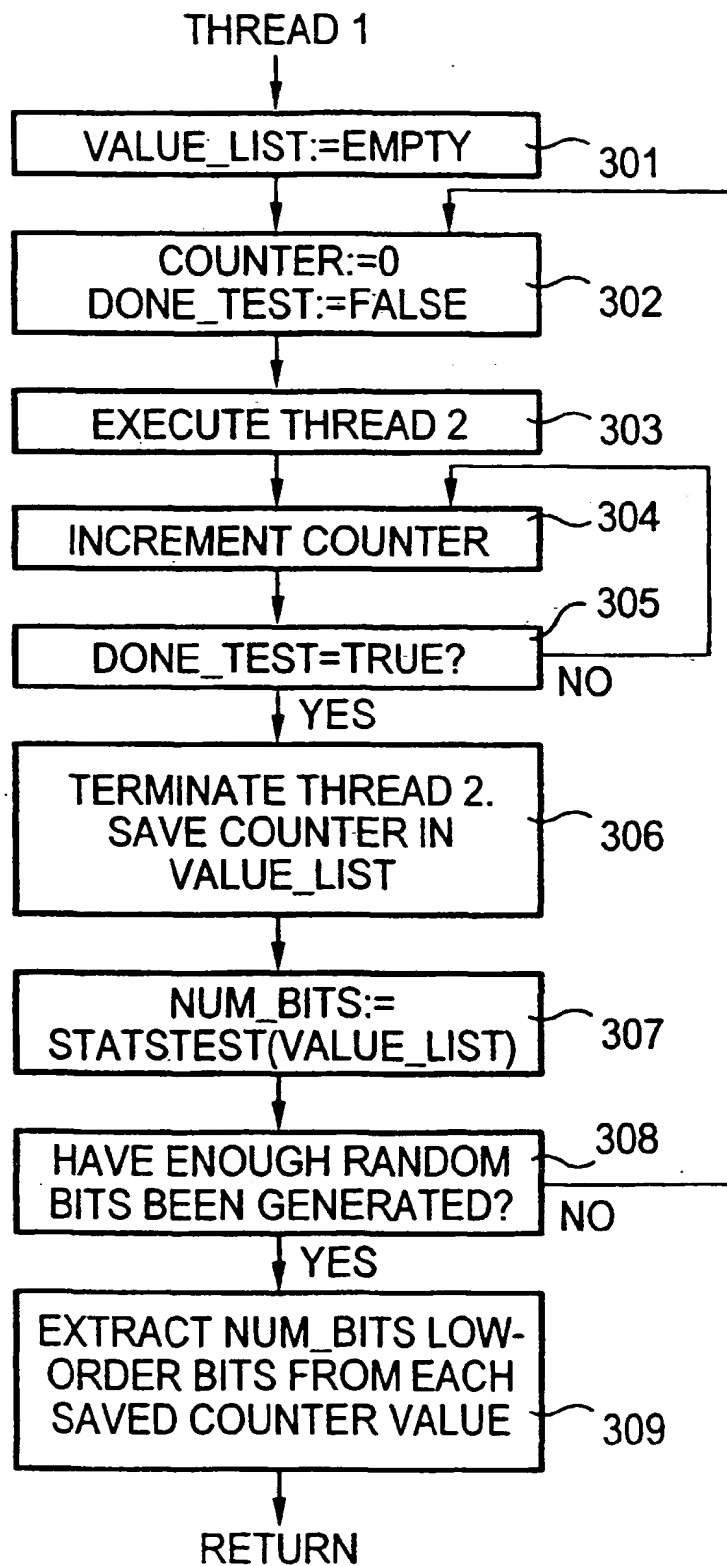 THREAD 1
VALUE_LIST:=EMPTY
301
COUNTER:=0
DONE_TEST:=FALSE
302
EXECUTE THREAD 2
303
INCREMENT COUNTER
304
DONE_TEST=TRUE?
305
NO
YES
TERMINATE THREAD 2.
SAVE COUNTER IN
VALUE_LIST
306
NUM_BITS:=
STATSTEST(VALUE_LIST)
307
HAVE ENOUGH RANDOM
BITS BEEN GENERATED?
308
NO
YES
EXTRACT NUM_BITS LOW-
ORDER BITS FROM EACH
SAVED COUNTER VALUE
309
RETURN